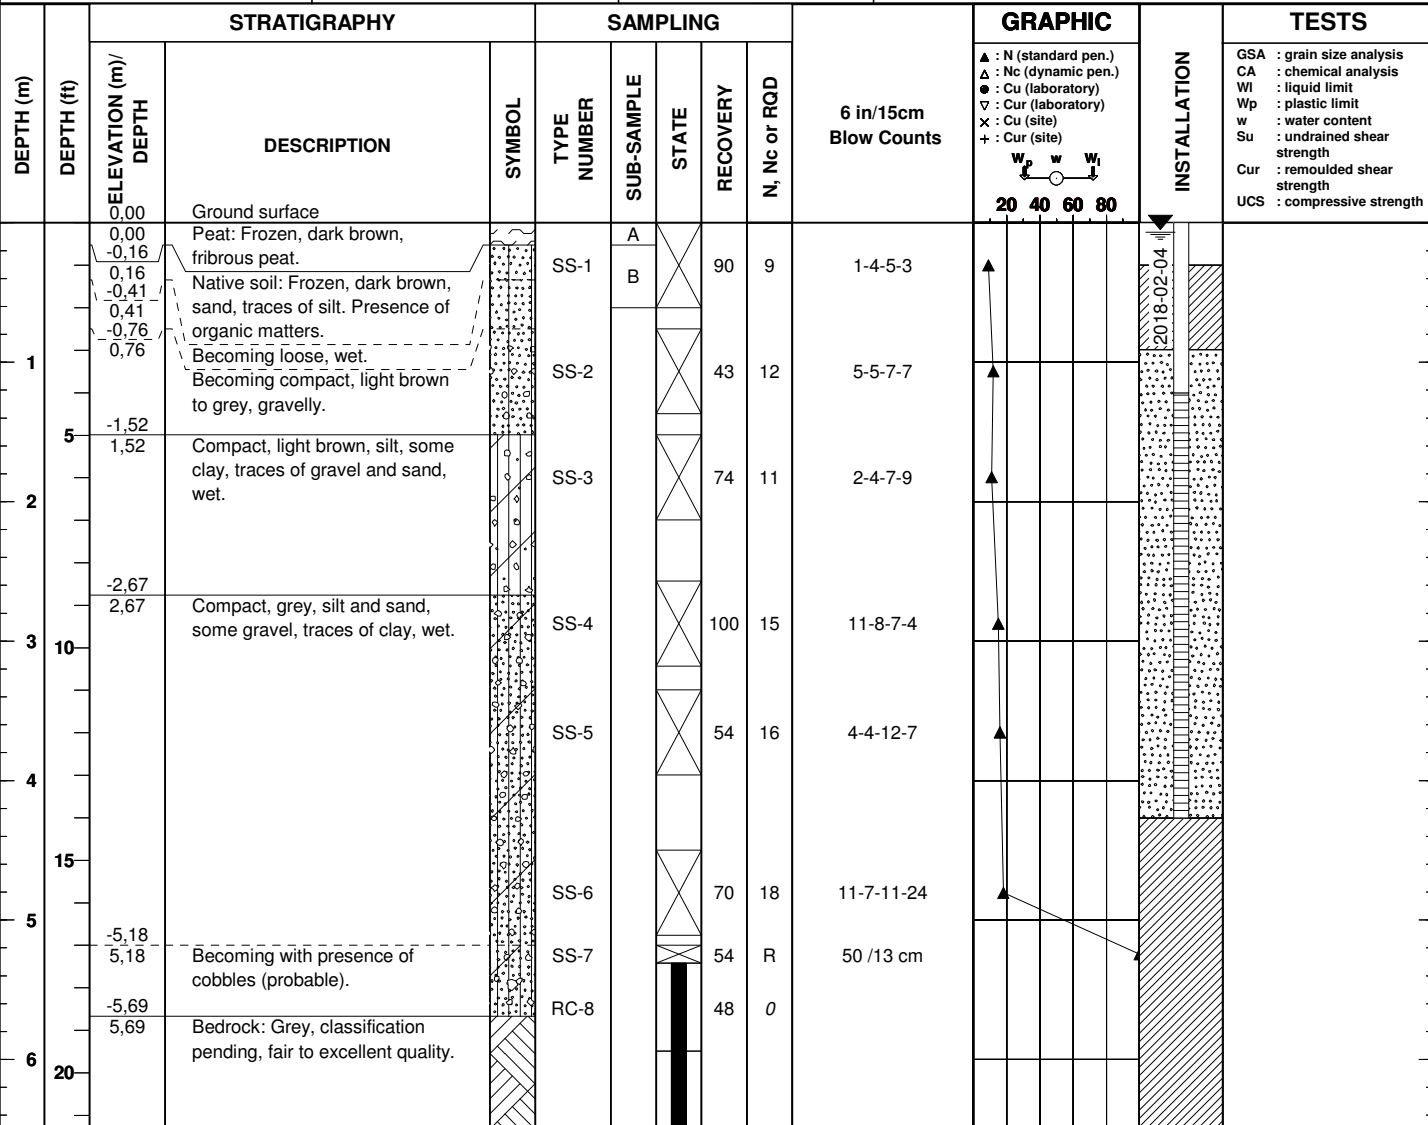 STRATIGRAPHY
SAMPLING
GRAPHIC
TESTS
DEPTH (m)
DEPTH (ft)
ELEVATION (m)/
DEPTH
DESCRIPTION
SYMBOL
TYPE
NUMBER
SUB-SAMPLE
STATE
RECOVERY
N, Nc or RQD
6 in/15cm
Blow Counts
▲ : N (standard pen.)
△ : Nc (dynamic pen.)
● : Cu (laboratory)
▽ : Cur (laboratory)
× : Cu (site)
+ : Cur (site)
Wp w Wl
20 40 60 80
INSTALLATION
GSA : grain size analysis
CA : chemical analysis
Wl : liquid limit
Wp : plastic limit
w : water content
Su : undrained shear
strength
Cur : remoulded shear
strength
UCS : compressive strength
0,00 Ground surface
0,00 Peat: Frozen, dark brown,
-0,16 fribrous peat.
0,16 Native soil: Frozen, dark brown,
-0,41 sand, traces of silt. Presence of
0,41 organic matters.
-0,76 Becoming loose, wet.
0,76 Becoming compact, light brown
to grey, gravelly.
A
B
SS-1 90 9 1-4-5-3
2018-02-04
1
SS-2 43 12 5-5-7-7
-1,52
5
1,52 Compact, light brown, silt, some
clay, traces of gravel and sand,
wet.
SS-3 74 11 2-4-7-9
2
-2,67
2,67 Compact, grey, silt and sand,
some gravel, traces of clay, wet.
SS-4 100 15 11-8-7-4
3
10
SS-5 54 16 4-4-12-7
4
15
SS-6 70 18 11-7-11-24
5
-5,18
5,18 Becoming with presence of
cobbles (probable).
SS-7 54 R 50 /13 cm
-5,69
RC-8 48 0
5,69 Bedrock: Grey, classification
pending, fair to excellent quality.
6
20